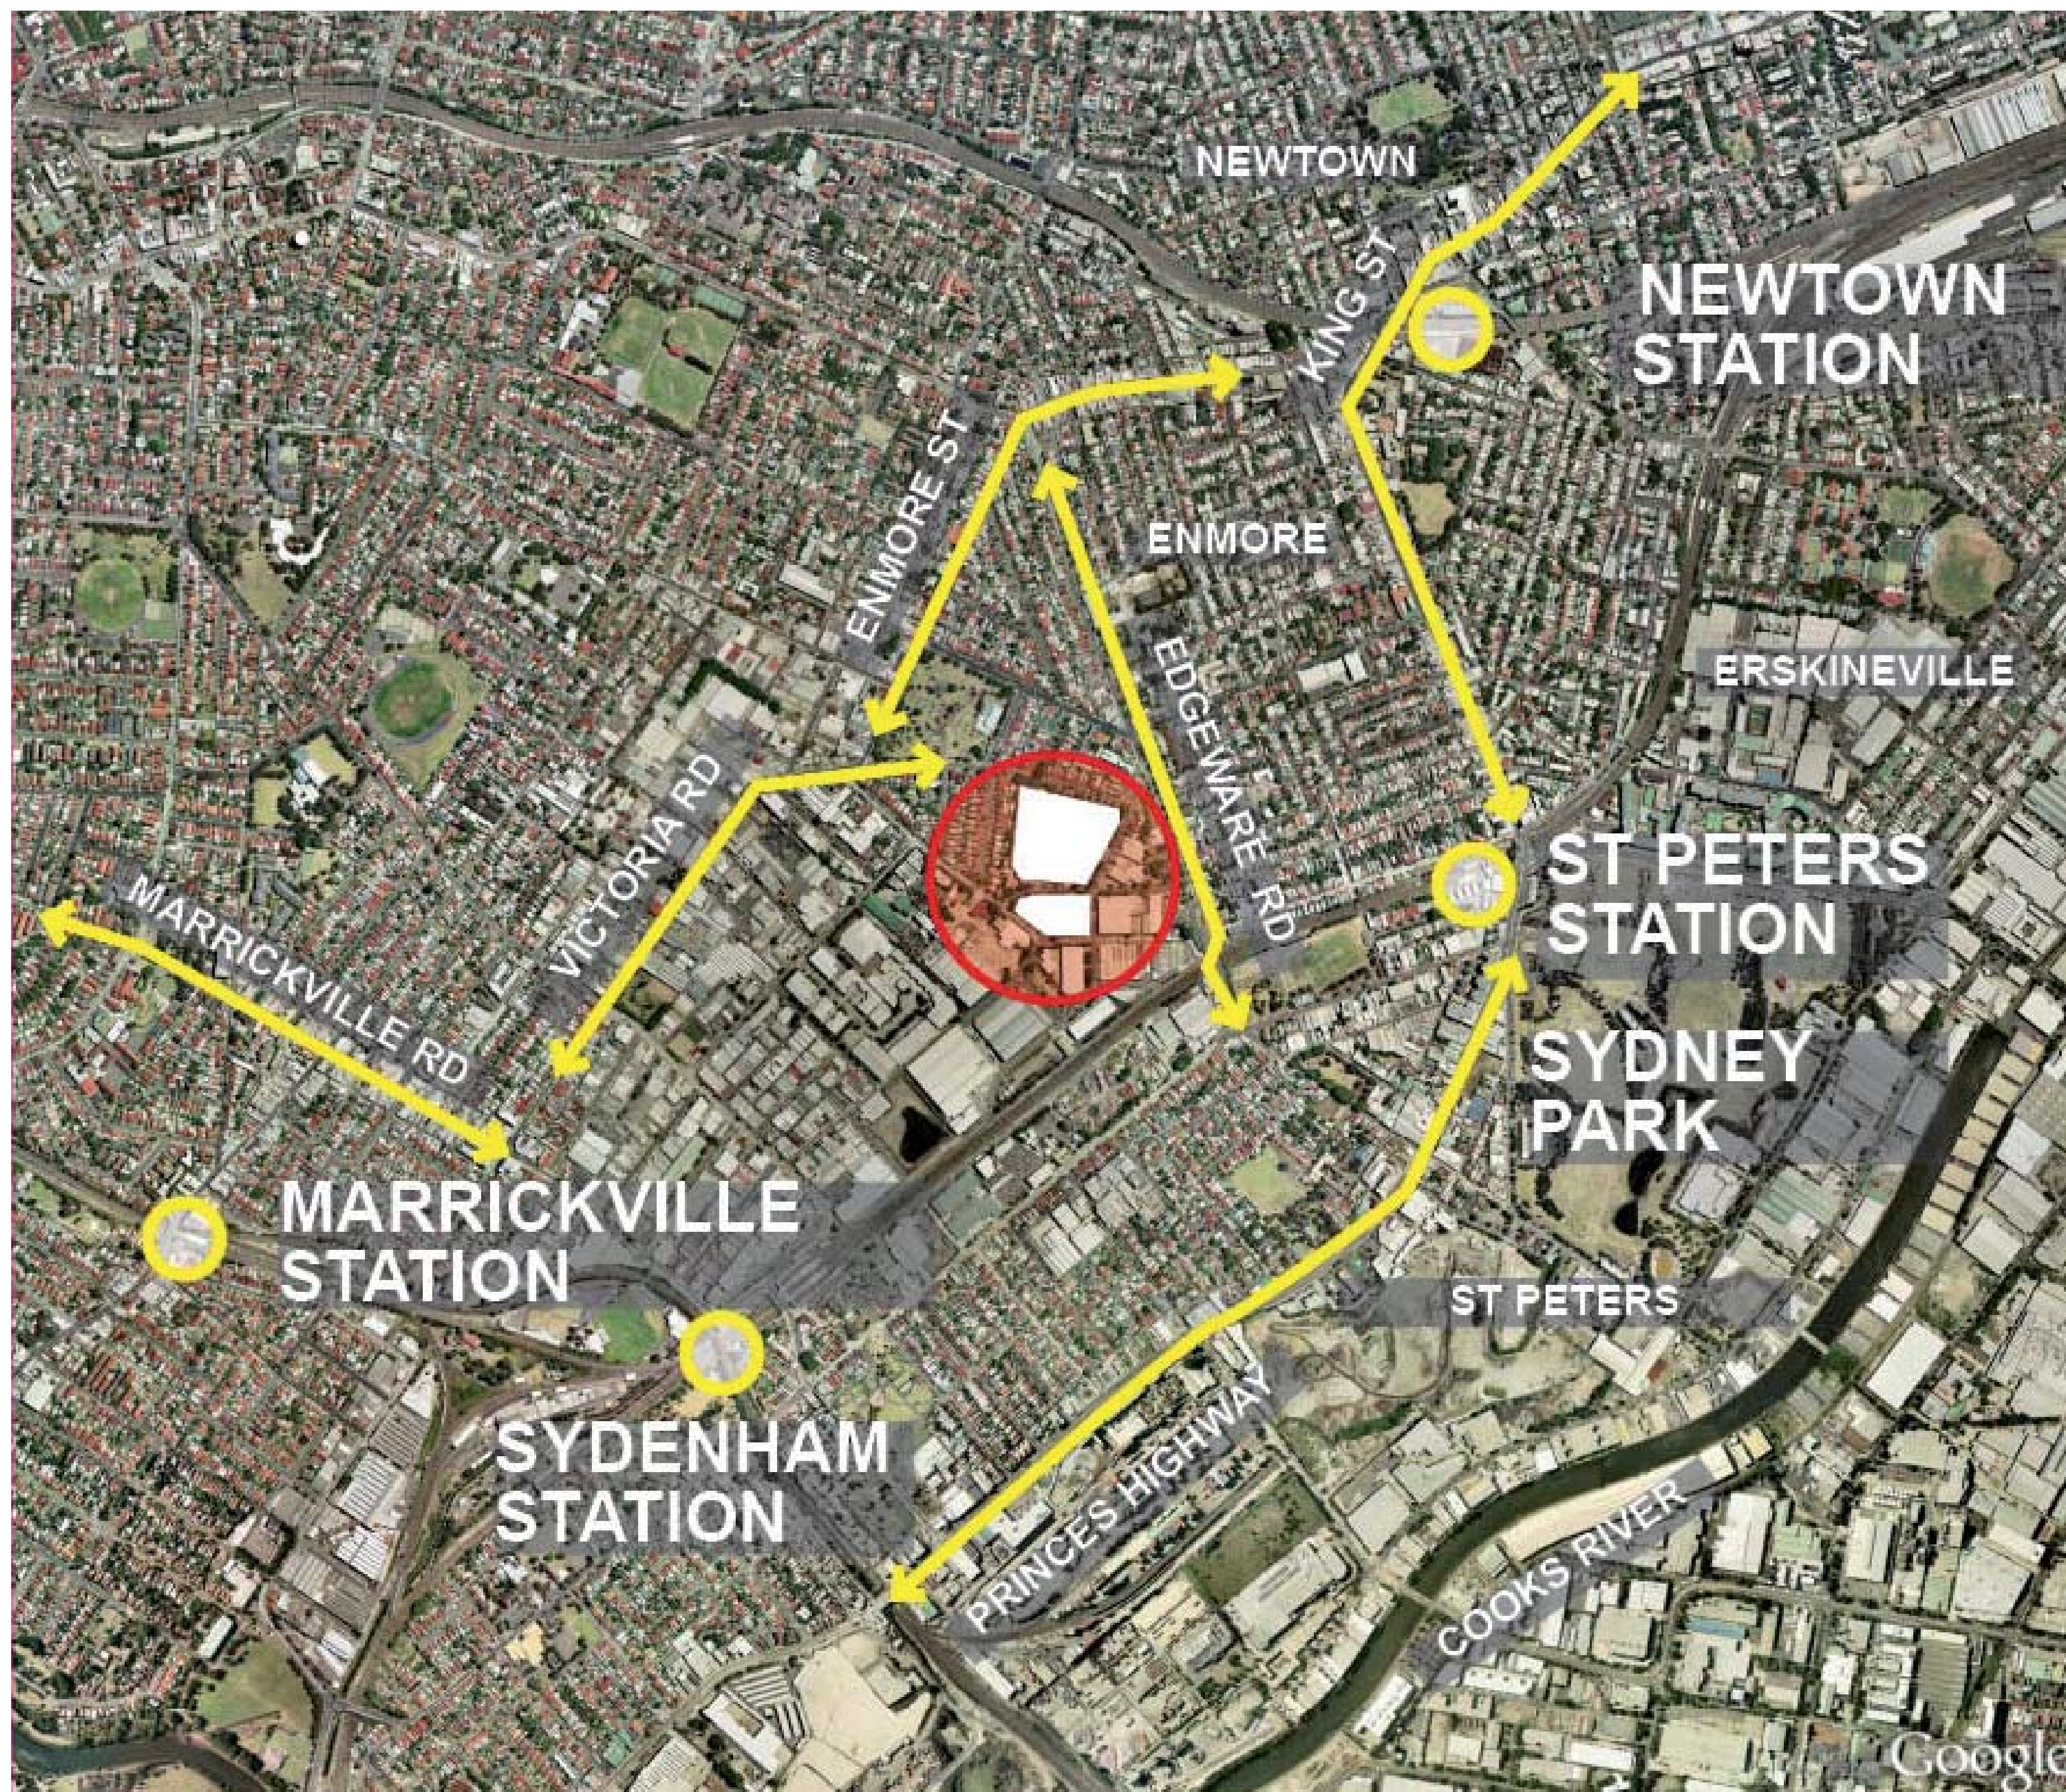 NEWTOWN
KING ST
NEWTOWN
STATION
ENMORE ST
ENMORE
EDGEWARE RD
ERSKINEVILLE
VICTORIA RD
ST PETERS
STATION
MARRICKVILLE RD
SYDNEY
PARK
MARRICKVILLE
STATION
ST PETERS
SYDENHAM
STATION
PRINCES HIGHWAY
COOKS RIVER
Google